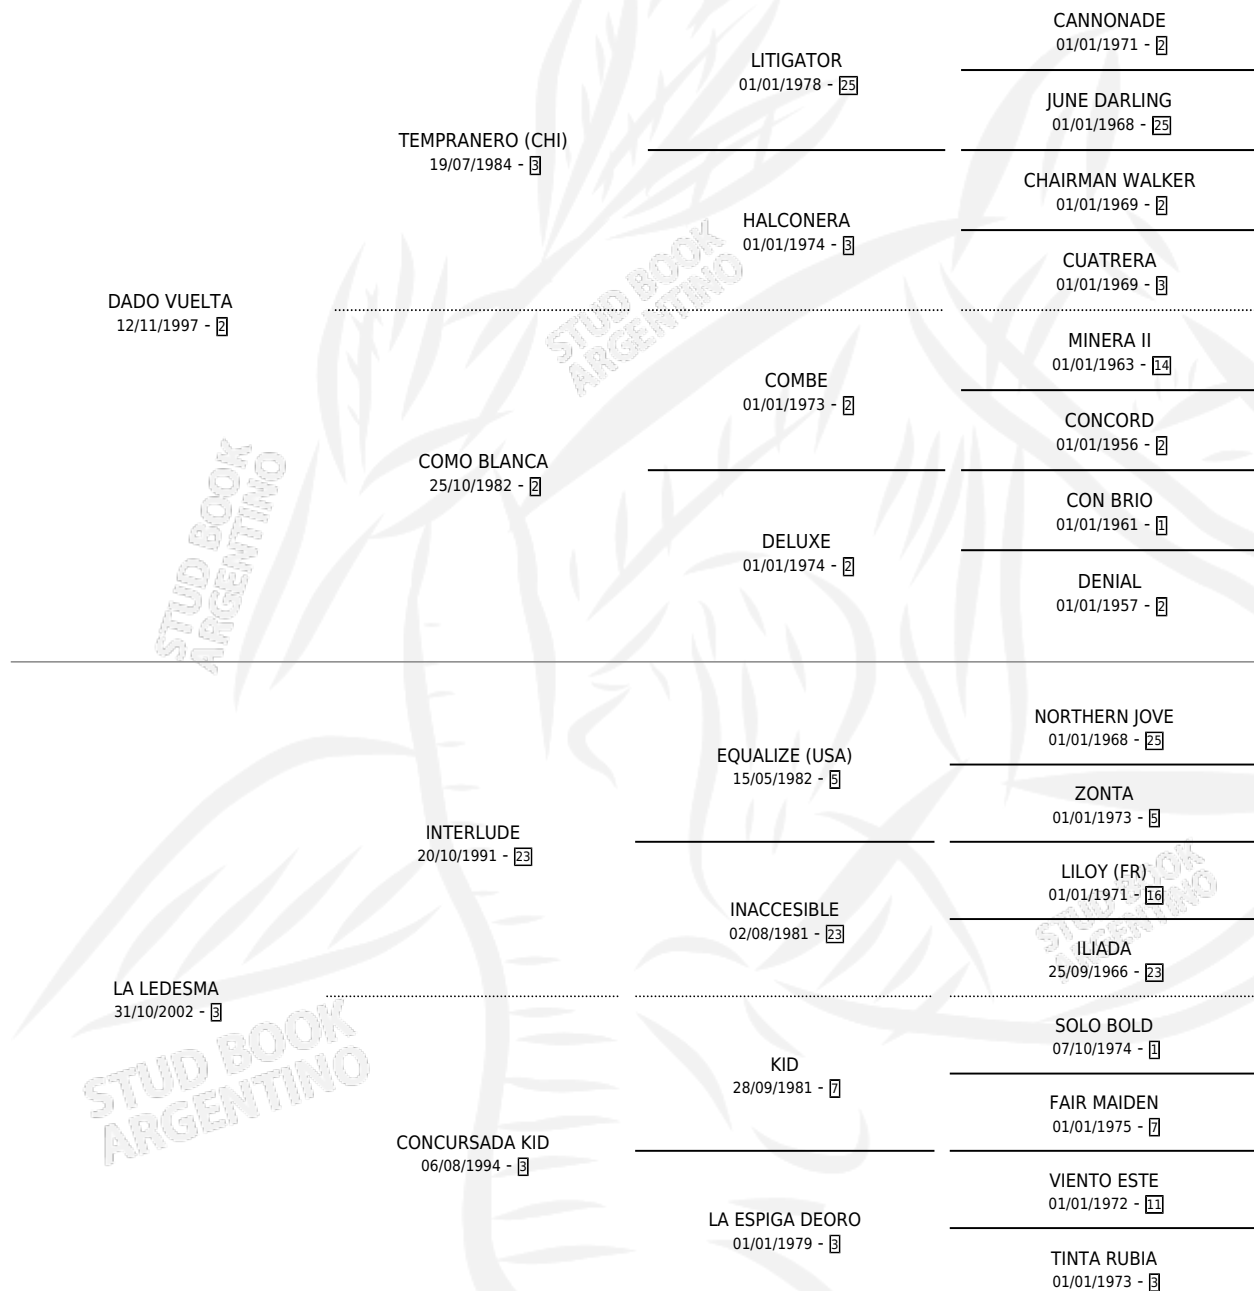 CANNONADE
01/01/1971 - 2
LITIGATOR
01/01/1978 - 25
JUNE DARLING
01/01/1968 - 25
TEMPRANERO (CHI)
19/07/1984 - 3
CHAIRMAN WALKER
01/01/1969 - 2
HALCONERA
01/01/1974 - 3
CUATRERA
01/01/1969 - 3
DADO VUELTA
12/11/1997 - 2
MINERA II
01/01/1963 - 14
COMBE
01/01/1973 - 2
CONCORD
01/01/1956 - 2
COMO BLANCA
25/10/1982 - 2
CON BRIO
01/01/1961 - 1
DELUXE
01/01/1974 - 2
DENIAL
01/01/1957 - 2
NORTHERN JOVE
01/01/1968 - 25
EQUALIZE (USA)
15/05/1982 - 5
ZONTA
01/01/1973 - 5
INTERLUDE
20/10/1991 - 23
LILOY (FR)
01/01/1971 - 16
INACCESIBLE
02/08/1981 - 23
ILIADA
25/09/1966 - 23
LA LEDESMA
31/10/2002 - 3
SOLO BOLD
07/10/1974 - 1
KID
28/09/1981 - 7
FAIR MAIDEN
01/01/1975 - 7
CONCURSADA KID
06/08/1994 - 3
VIENTO ESTE
01/01/1972 - 11
LA ESPIGA DEORO
01/01/1979 - 3
TINTA RUBIA
01/01/1973 - 3
STUD BOOK
ARGENTINO
STUD BOOK
ARGENTINO
STUD BOOK
ARGENTINO
STUD BOOK
ARGENTINO